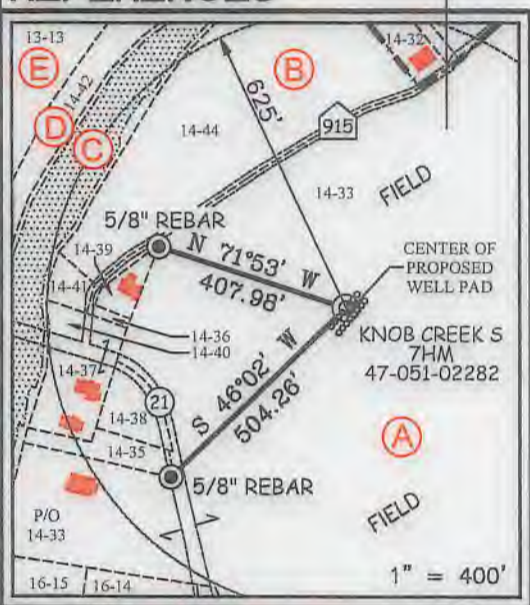 13-13
E
14-42
D
C
B
14-32
625'
915
14-44
14-33
FIELD
5/8" REBAR
N 71°53' W
407.98'
CENTER OF
PROPOSED
WELL PAD
14-39
14-41
14-36
14-40
KNOB CREEK S
7HM
47-051-02282
S 46°02' W
504.26'
14-37
21
14-38
14-35
A
5/8" REBAR
P/O
14-33
FIELD
16-15
16-14
1" = 400'